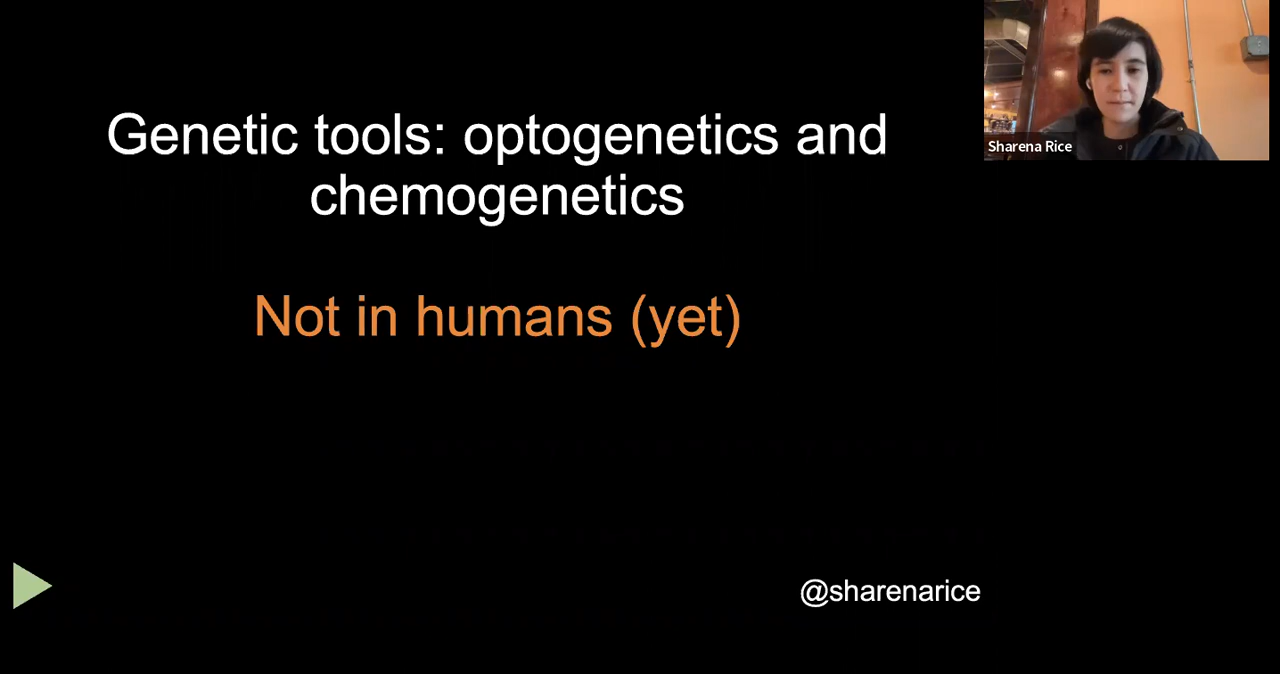 Genetic tools: optogenetics and
chemogenetics
Not in humans (yet)
@sharenarice
Sharena Rice